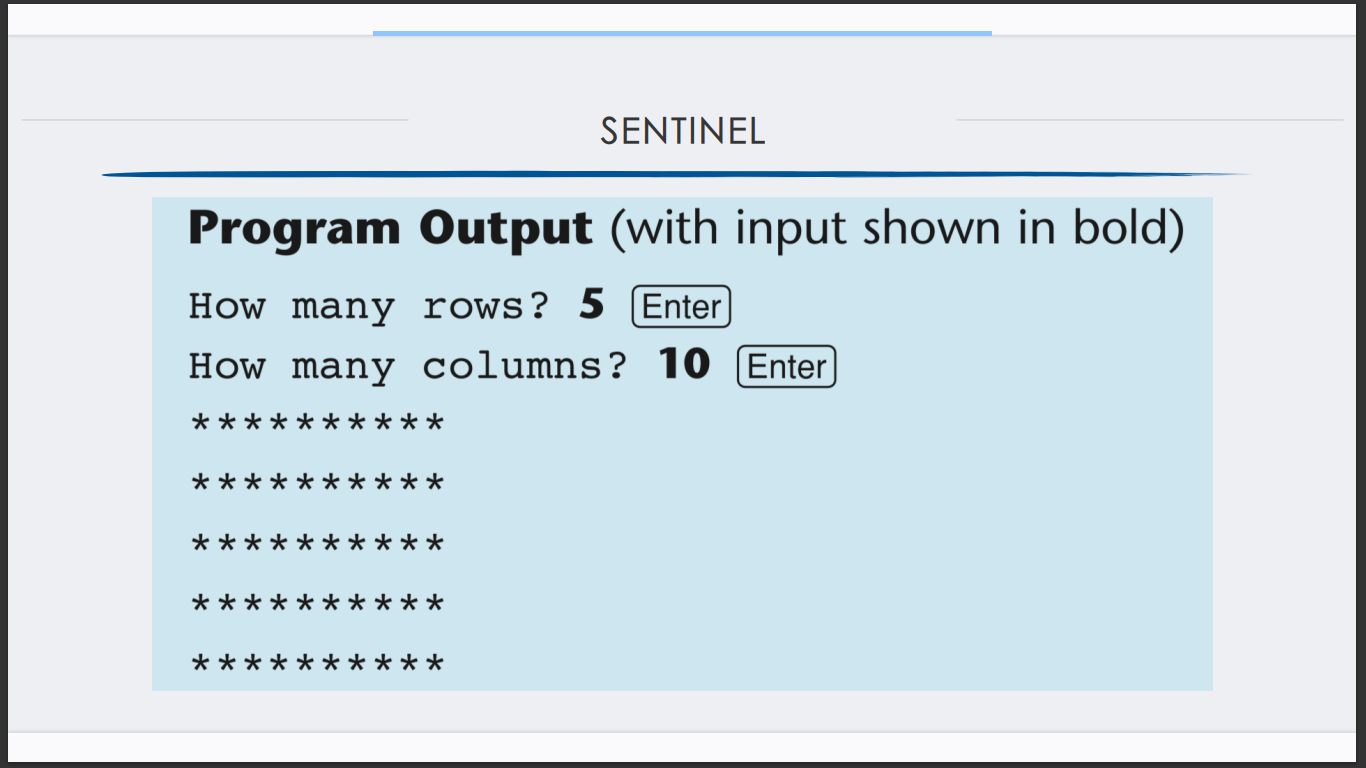 SENTINEL
Program Output (with input shown in bold)
How many rows? 5 Enter
How many columns? 10 Enter
**********
**********
**********
**********
**********